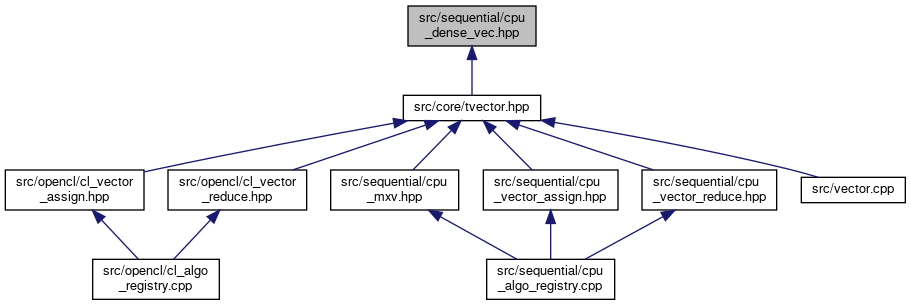 src/sequential/cpu
_dense_vec.hpp
src/core/tvector.hpp
src/opencl/cl_vector
_assign.hpp
src/opencl/cl_vector
_reduce.hpp
src/sequential/cpu
_mxv.hpp
src/sequential/cpu
_vector_assign.hpp
src/sequential/cpu
_vector_reduce.hpp
src/vector.cpp
src/opencl/cl_algo
_registry.cpp
src/sequential/cpu
_algo_registry.cpp